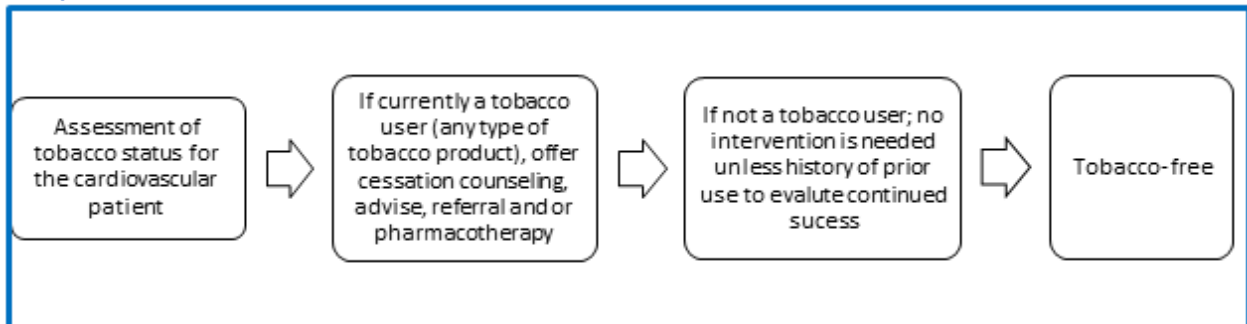 Assessment of
tobacco status for
the cardiovascular
patient
If currently a tobacco
user (any type of
tobacco product), offer
cessation counseling,
advise, referral and or
pharmacotherapy
If not a tobacco user; no
intervention is needed
unless history of prior
use to evalute continued
sucess
Tobacco-free